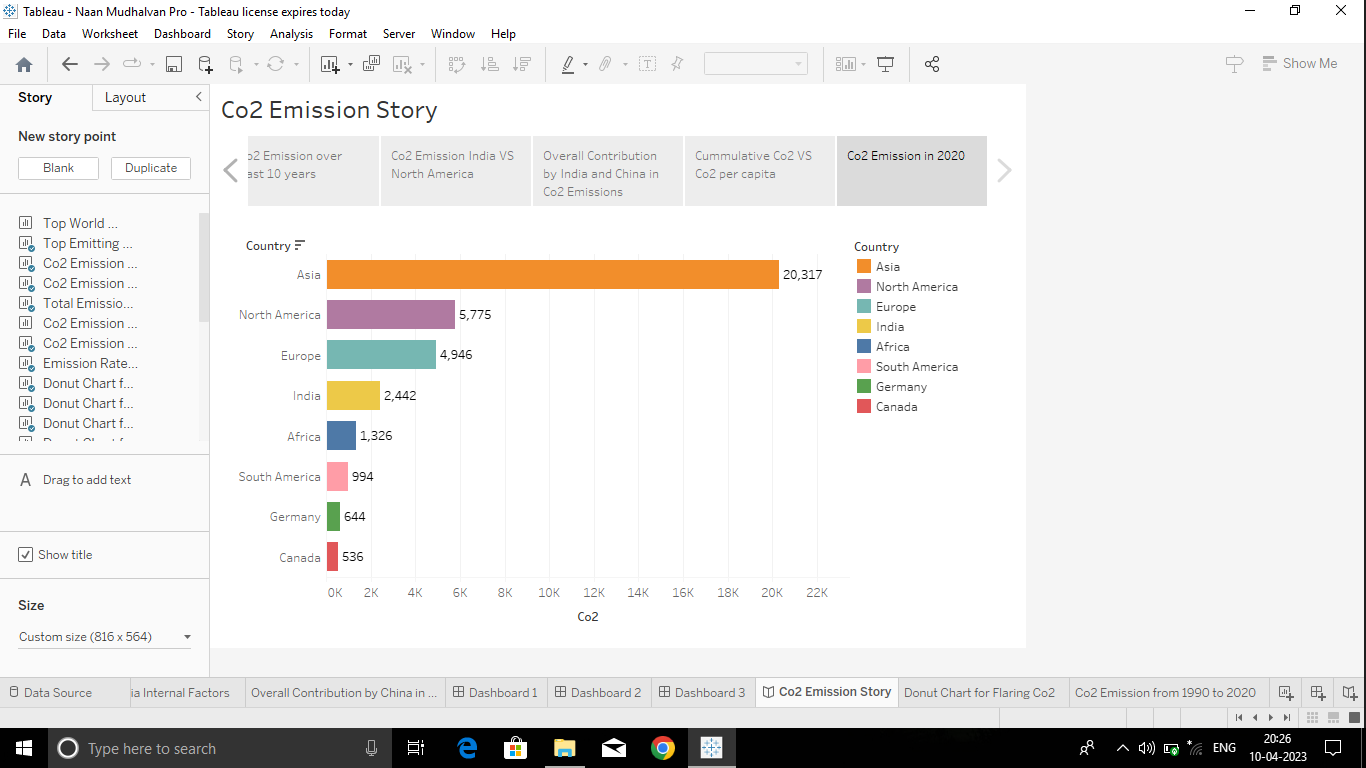 Tableau - Naan Mudhalvan Pro - Tableau license expires today
File Data Worksheet Dashboard Story Analysis Format Server Window Help
Show Me
Story Layout
New story point
Blank Duplicate
Top World ...
Top Emitting ...
Co2 Emission ...
Co2 Emission ...
Total Emissio...
Co2 Emission ...
Co2 Emission ...
Emission Rate...
Donut Chart f...
Donut Chart f...
Donut Chart f...
A Drag to add text
Show title
Size
Custom size (816 x 564)
Co2 Emission Story
o2 Emission over
ast 10 years
Co2 Emission India VS
North America
Overall Contribution
by India and China in
Co2 Emissions
Cummulative Co2 VS
Co2 per capita
Co2 Emission in 2020
Country
Asia 20,317
North America 5,775
Europe 4,946
India 2,442
Africa 1,326
South America 994
Germany 644
Canada 536
0K 2K 4K 6K 8K 10K 12K 14K 16K 18K 20K 22K
Co2
Country
Asia
North America
Europe
India
Africa
South America
Germany
Canada
Data Source ia Internal Factors Overall Contribution by China in ... Dashboard 1 Dashboard 2 Dashboard 3 Co2 Emission Story Donut Chart for Flaring Co2 Co2 Emission from 1990 to 2020
Type here to search
ENG
20:26
10-04-2023